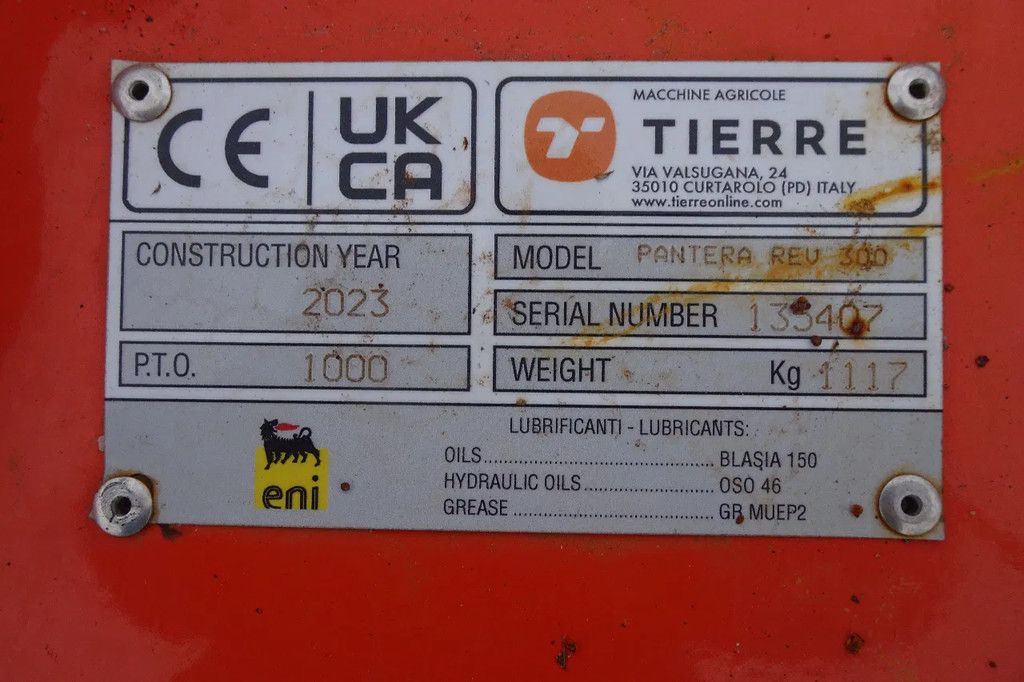 CE
UK
CA
MACCHINE AGRICOLE
TIERRE
VIA VALSUGANA, 24
35010 CURTAROLO (PD) ITALY
www.tierreonline.com
CONSTRUCTION YEAR
2023
P.T.O. 1000
MODEL PANTERA REV 300
SERIAL NUMBER 133407
WEIGHT Kg 1117
eni
LUBRIFICANTI - LUBRICANTS:
OILS.................................................. BLASIA 150
HYDRAULIC OILS............................ OSO 46
GREASE ........................................... GR MUEP2